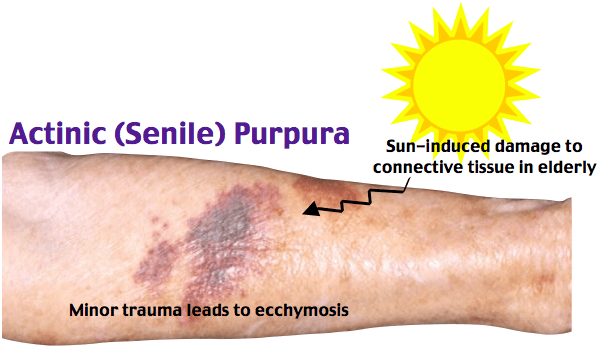 Actinic (Senile) Purpura
Sun-induced damage to
connective tissue in elderly
Minor trauma leads to ecchymosis